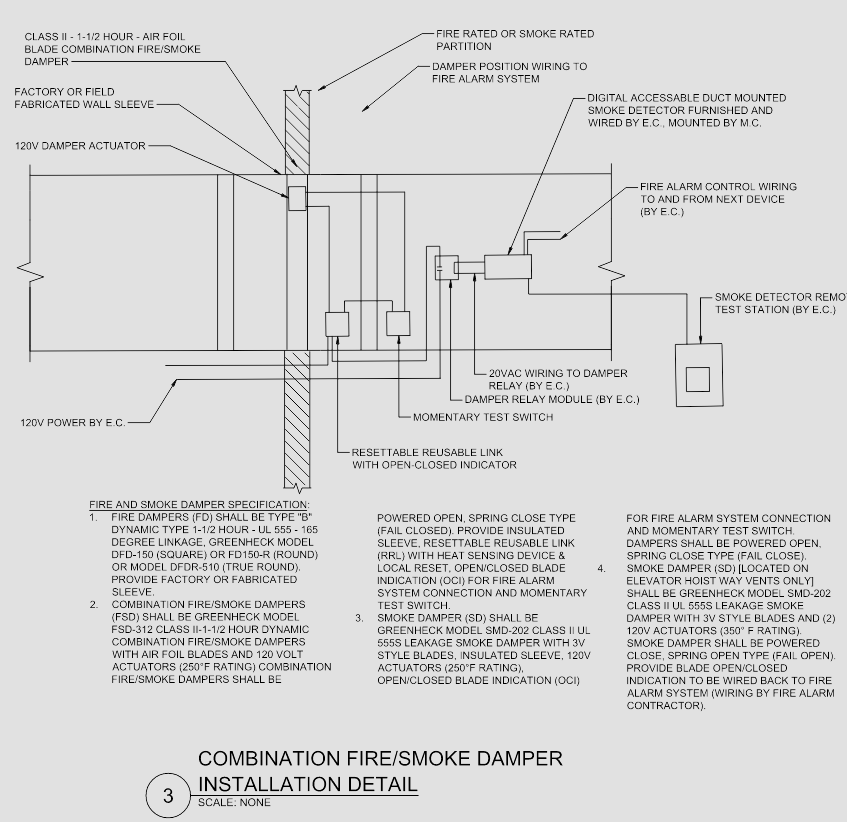 CLASS II - 1-1/2 HOUR - AIR FOIL
BLADE COMBINATION FIRE/SMOKE
DAMPER
FACTORY OR FIELD
FABRICATED WALL SLEEVE
120V DAMPER ACTUATOR
FIRE RATED OR SMOKE RATED
PARTITION
DAMPER POSITION WIRING TO
FIRE ALARM SYSTEM
DIGITAL ACCESSABLE DUCT MOUNTED
SMOKE DETECTOR FURNISHED AND
WIRED BY E.C., MOUNTED BY M.C.
FIRE ALARM CONTROL WIRING
TO AND FROM NEXT DEVICE
(BY E.C.)
SMOKE DETECTOR REMO
TEST STATION (BY E.C.)
20VAC WIRING TO DAMPER
RELAY (BY E.C.)
DAMPER RELAY MODULE (BY E.C.)
MOMENTARY TEST SWITCH
120V POWER BY E.C.
RESETTABLE REUSABLE LINK
WITH OPEN-CLOSED INDICATOR
FIRE AND SMOKE DAMPER SPECIFICATION:
1. FIRE DAMPERS (FD) SHALL BE TYPE "B"
DYNAMIC TYPE 1-1/2 HOUR - UL 555 - 165
DEGREE LINKAGE, GREENHECK MODEL
DFD-150 (SQUARE) OR FD150-R (ROUND)
OR MODEL DFDR-510 (TRUE ROUND).
PROVIDE FACTORY OR FABRICATED
SLEEVE.
2. COMBINATION FIRE/SMOKE DAMPERS
(FSD) SHALL BE GREENHECK MODEL
FSD-312 CLASS II-1-1/2 HOUR DYNAMIC
COMBINATION FIRE/SMOKE DAMPERS
WITH AIR FOIL BLADES AND 120 VOLT
ACTUATORS (250°F RATING) COMBINATION
FIRE/SMOKE DAMPERS SHALL BE
POWERED OPEN, SPRING CLOSE TYPE
(FAIL CLOSED). PROVIDE INSULATED
SLEEVE, RESETTABLE REUSABLE LINK
(RRL) WITH HEAT SENSING DEVICE &
LOCAL RESET, OPEN/CLOSED BLADE
INDICATION (OCI) FOR FIRE ALARM
SYSTEM CONNECTION AND MOMENTARY
TEST SWITCH.
3. SMOKE DAMPER (SD) SHALL BE
GREENHECK MODEL SMD-202 CLASS II UL
555S LEAKAGE SMOKE DAMPER WITH 3V
STYLE BLADES, INSULATED SLEEVE, 120V
ACTUATORS (250°F RATING),
OPEN/CLOSED BLADE INDICATION (OCI)
FOR FIRE ALARM SYSTEM CONNECTION
AND MOMENTARY TEST SWITCH.
DAMPERS SHALL BE POWERED OPEN,
SPRING CLOSE TYPE (FAIL CLOSE).
4. SMOKE DAMPER (SD) [LOCATED ON
ELEVATOR HOIST WAY VENTS ONLY]
SHALL BE GREENHECK MODEL SMD-202
CLASS II UL 555S LEAKAGE SMOKE
DAMPER WITH 3V STYLE BLADES AND (2)
120V ACTUATORS (350° F RATING).
SMOKE DAMPER SHALL BE POWERED
CLOSE, SPRING OPEN TYPE (FAIL OPEN).
PROVIDE BLADE OPEN/CLOSED
INDICATION TO BE WIRED BACK TO FIRE
ALARM SYSTEM (WIRING BY FIRE ALARM
CONTRACTOR).
3
COMBINATION FIRE/SMOKE DAMPER
INSTALLATION DETAIL
SCALE: NONE